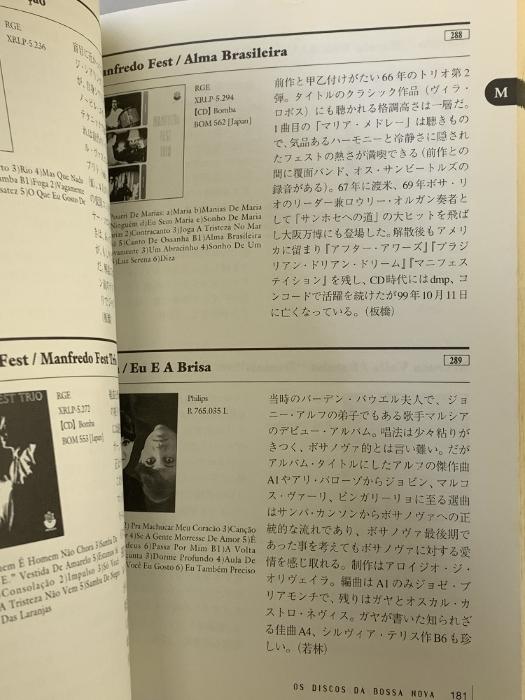 RGE
XRLP-5.236
to 3)Rio 4)Mas Que Nada
mba B1)Foga 2)Nagamente
satez 5)O Que Eu Gosto De
Fest / Manfredo Fest Trio
EST TRIO
RGE
XRLP-5.272
[CD] Bomba
BOM 553 [Japan]
em É Homem Não Chora 3)Samba De
E." Vestida De Amarelo 5)Estamos A
Consolação 2)Impulso 3)Só Você
A Tristeza Não Vem 5)Samba De Negro
Das Laranjas
288
anfredo Fest / Alma Brasileira
RGE
XRLP-5.294
[CD] Bomba
BOM 562 [Japan]
Pourri De Marias: a)Maria b)Manias De Maria
Ninguém d)Eu Sem Maria e)Sonho De Maria
2)Contracanto 3)Joga A Tristeza No Mar
5)Canto De Ossanha B1)Alma Brasileira
3)Um Abracinho 4)Sonho De Um
5)Luz Serena 6)Diza
前作と甲乙付けがたい66年のトリオ第2
弾。タイトルのクラシック作品（ヴィラ・
ロボス）にも聴かれる格調高さは一層だ。
1曲目の「マリア・メドレー」は聴きもの
で、気品あるハーモニーと冷静さに隠され
たフェストの熱さが満喫できる（前作との
間に覆面バンド、オス・サンビートルズの
録音がある）。67年に渡米、69年ボサ・リ
オのリーダー兼ロウリー・オルガン奏者と
して『サンホセへの道』の大ヒットを飛ば
し大阪万博にも登場した。解散後もアメリ
カに留まり『アフター・アワーズ』『ブラジ
リアン・ドリアン・ドリーム』『マニフェス
テイション』を残し、CD時代にはdmp、コ
ンコードで活躍を続けたが99年10月11日
に亡くなっている。（板橋）
M
289
/ Eu E A Brisa
Philips
R 765.035 L
1)Pra Machucar Meu Coração 3)Canção
4)Se A Gente Morresse De Amor 5)É
6)Passa Por Mim B1)A Volta
3)Dorme Profundo 4)Aula De
Você Eu Gosto 6) Eu Também Preciso
当時のバーデン・パウエル夫人で、ジョ
ニー・アルフの弟子でもある歌手マルシア
のデビュー・アルバム。唱法は少々粘りが
きつく、ボサノヴァ的とは言い難い。だが
アルバム・タイトルにしたアルフの傑作曲
A1やアリ・バローゾからジョビン、マルコ
ス・ヴァーリ、ピンガリーリョに至る選曲
はサンバ・カンソンからボサノヴァへの正
統的な流れであり、ボサノヴァ最後期で
あった事を考えてもボサノヴァに対する愛
情を感じ取れる。制作はアロイジオ・ジ・
オリヴェイラ。編曲はA1のみジョゼ・ブ
リアモンチで、残りはガヤとオスカル・カ
ストロ・ネヴィス。ガヤが書いた知られざ
る佳曲A4、シルヴィア・テリス作B6も珍
しい。（若林）
OS DISCOS DA BOSSA NOVA 181